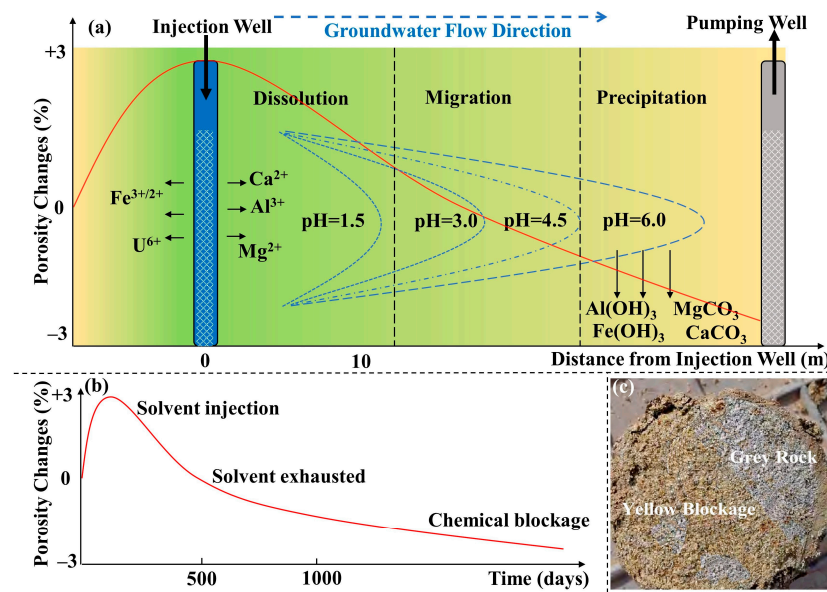 Injection Well
Groundwater Flow Direction
Pumping Well
(a)
+3
0
−3
Porosity Changes (%)
Dissolution
Migration
Precipitation
Fe3+/2+
U6+
Ca2+
Al3+
Mg2+
pH=1.5
pH=3.0
pH=4.5
pH=6.0
Al(OH)3
MgCO3
Fe(OH)3
CaCO3
0
10
Distance from Injection Well (m)
(b)
+3
0
−3
Porosity Changes (%)
Solvent injection
Solvent exhausted
Chemical blockage
500
1000
Time (days)
(c)
Grey Rock
Yellow Blockage